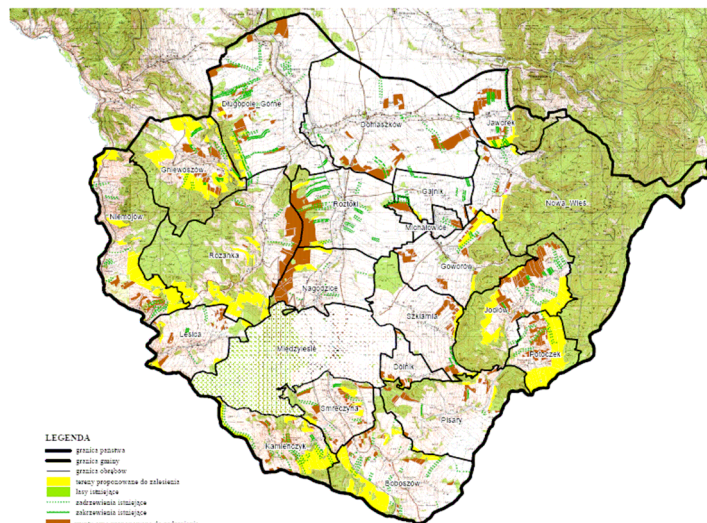 Długopole Górne
Domaszków
Jaworek
Gniewoszów
Gajnik
Niemojów
Roztoki
Nowa Wieś
Michałowice
Różanka
Goworów
Nagodzice
Jodłów
Szklarnia
Lesica
Międzylesie
Potoczek
Dolnik
Smreczyna
Pisary
Kamieńczyk
Boboszów
LEGENDA
granica państwa
granica gminy
granica obrębów
tereny proponowane do zalesienia
lasy istniejące
zadrzewienia istniejące
zakrzewienia istniejące